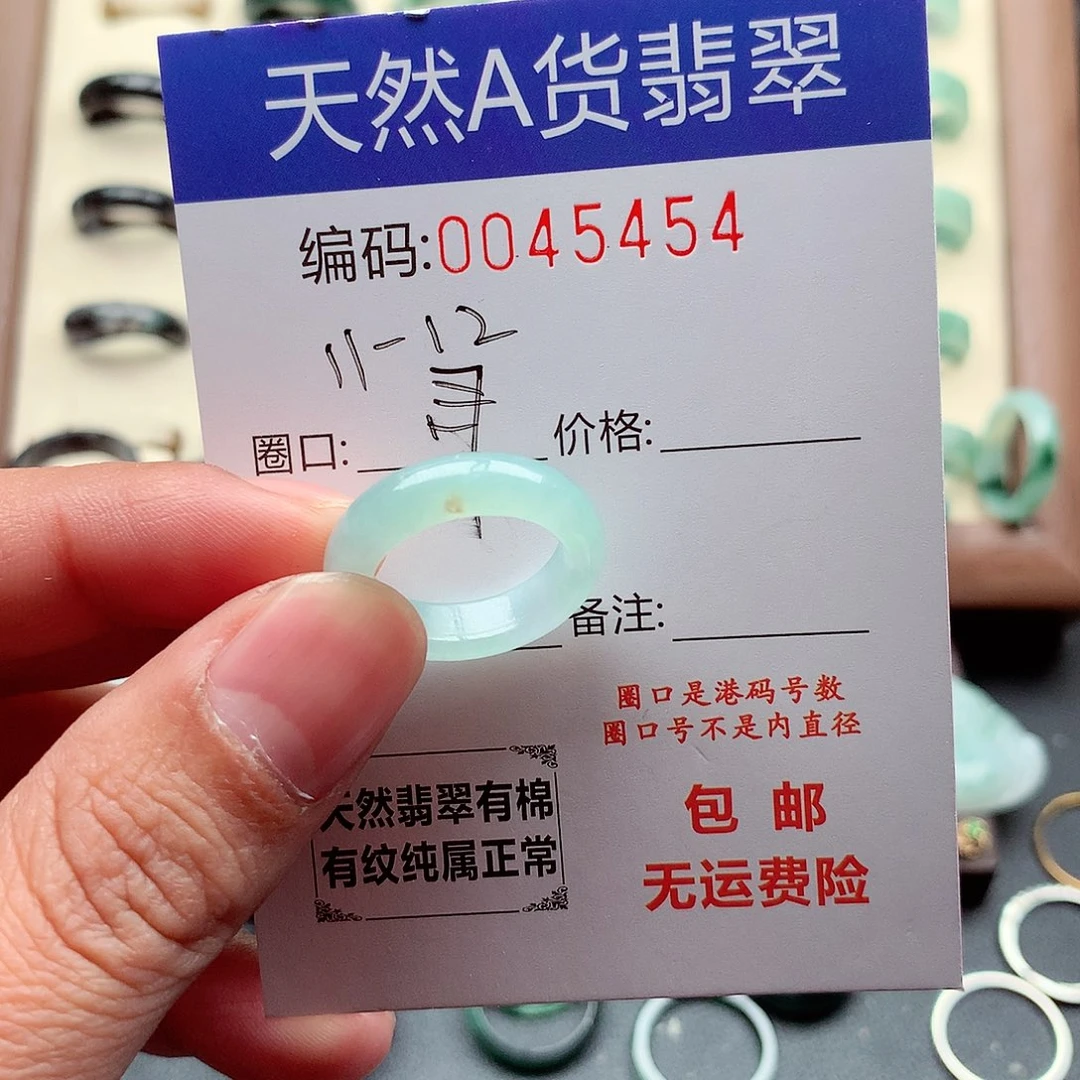 天然A货翡翠
编码:0045454
11-12
圈口:
价格:
备注:
圈口是港码号数
圈口号不是内直径
天然翡翠有棉
有纹纯属正常
包邮
无运费险